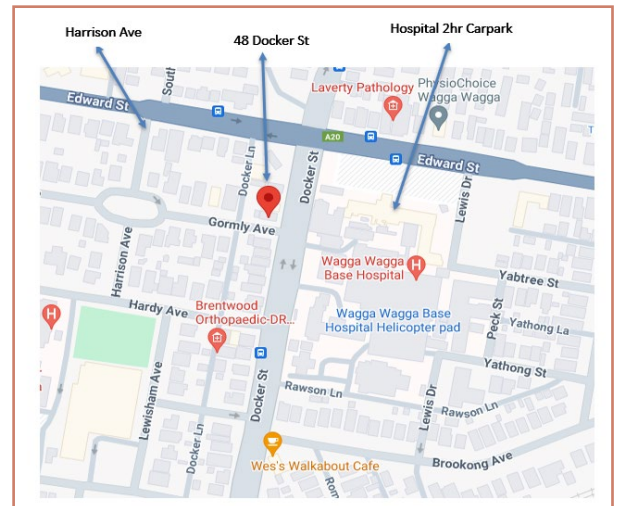 Harrison Ave
48 Docker St
Hospital 2hr Carpark
Edward St
South
Laverty Pathology
PhysioChoice
Wagga Wagga
A20
Docker Ln
Docker St
Edward St
Lewis Dr
Gormly Ave
Harrison Ave
Wagga Wagga
Base Hospital
H
Yabtree St
Hardy Ave
H
Brentwood
Orthopaedic-DR...
Wagga Wagga Base
Hospital Helicopter pad
Peck St
Yathong La
Yathong St
Lewisham Ave
Docker St
Rawson Ln
Lewis Dr
Rawson Ln
Docker Ln
Wes's Walkabout Cafe
Brookong Ave
Rom